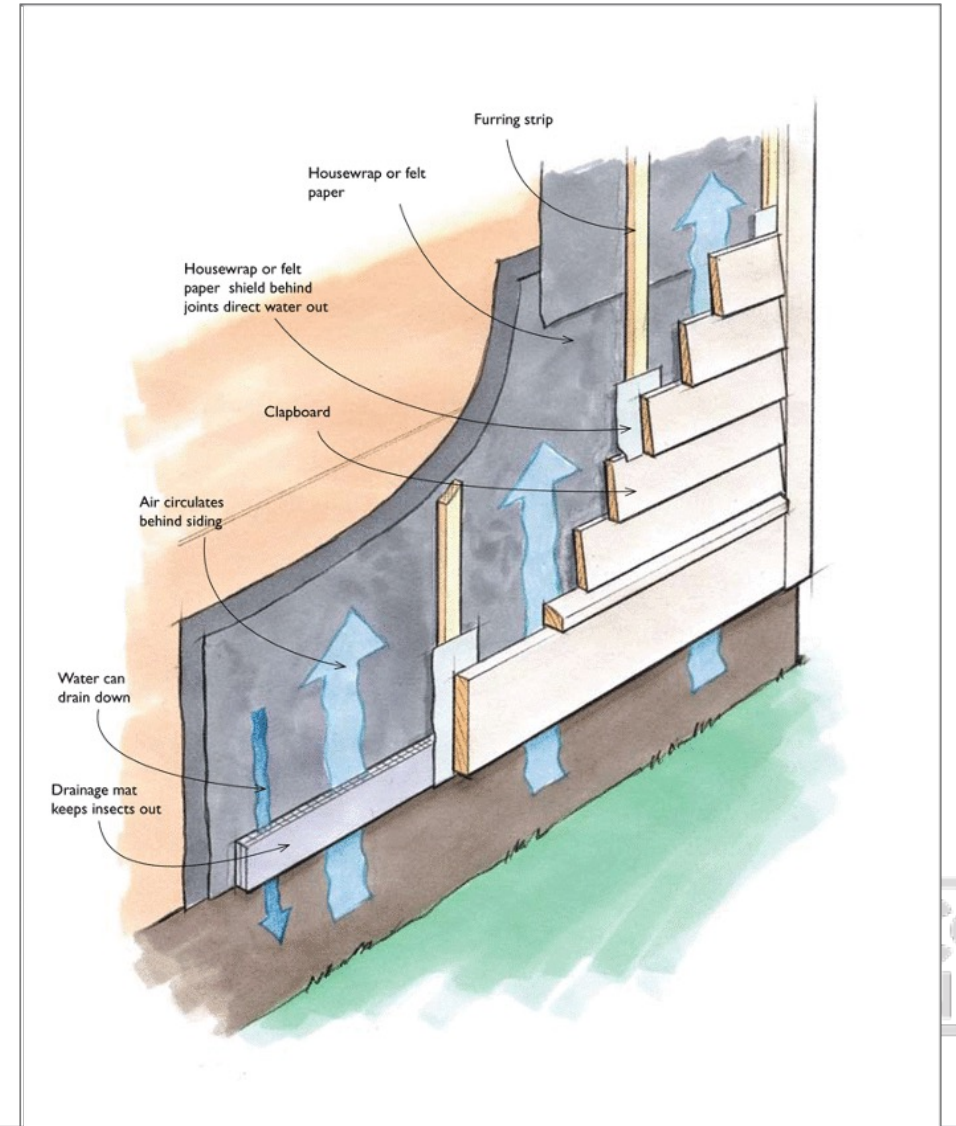 Furring strip
Housewrap or felt
paper
Housewrap or felt
paper shield behind
joints direct water out
Clapboard
Air circulates
behind siding
Water can
drain down
Drainage mat
keeps insects out